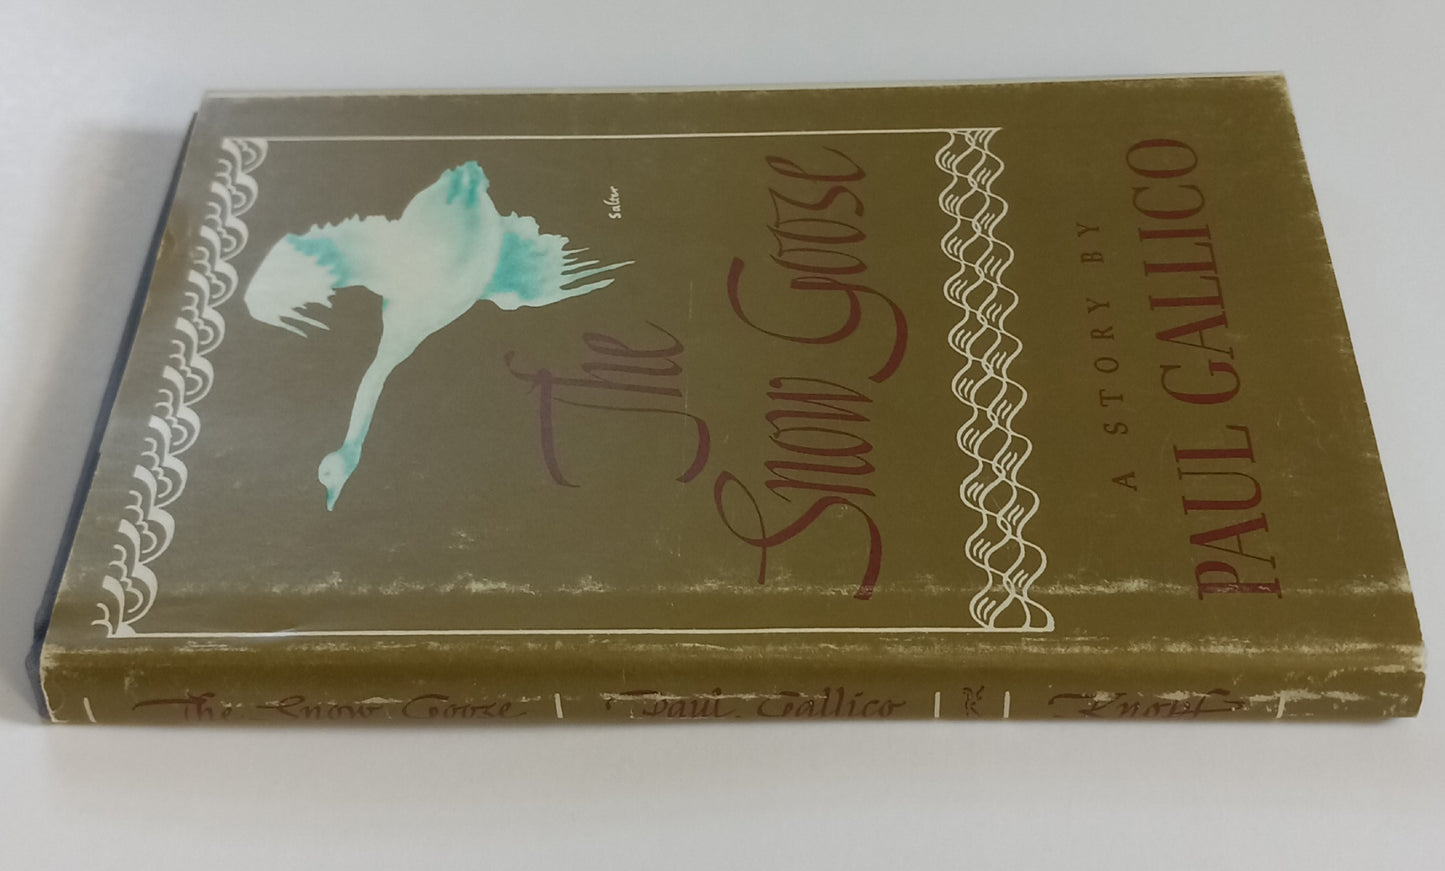 Salter
The
Snow Goose
A STORY BY
PAUL GALLICO
The Snow Goose Paul Gallico Knopf